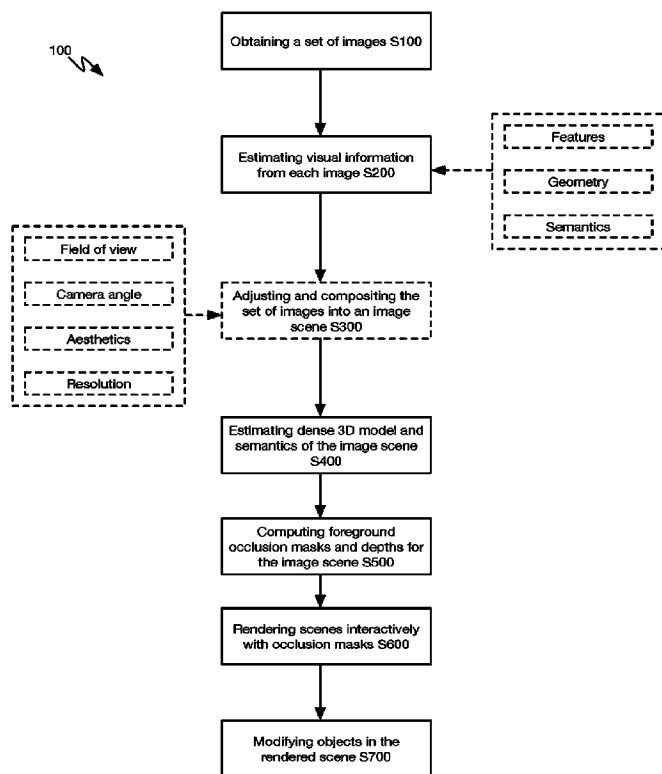 Obtaining a set of images S100
100
Estimating visual information
from each image S200
Features
Geometry
Semantics
Field of view
Camera angle
Aesthetics
Resolution
Adjusting and compositing the
set of images into an image
scene S300
Estimating dense 3D model and
semantics of the image scene
S400
Computing foreground
occlusion masks and depths for
the image scene S500
Rendering scenes interactively
with occlusion masks S600
Modifying objects in the
rendered scene S700